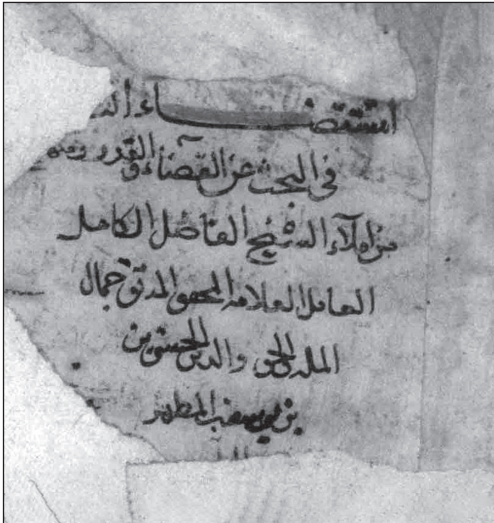 استقصاء
في البحث عن القضاء والقدر
من املاء الشيخ الفاضل الكامل
العامل العلامة المحقق المدقق جمال
الملة والحق والدين الحسن بن
بن يوسف بن المطهر